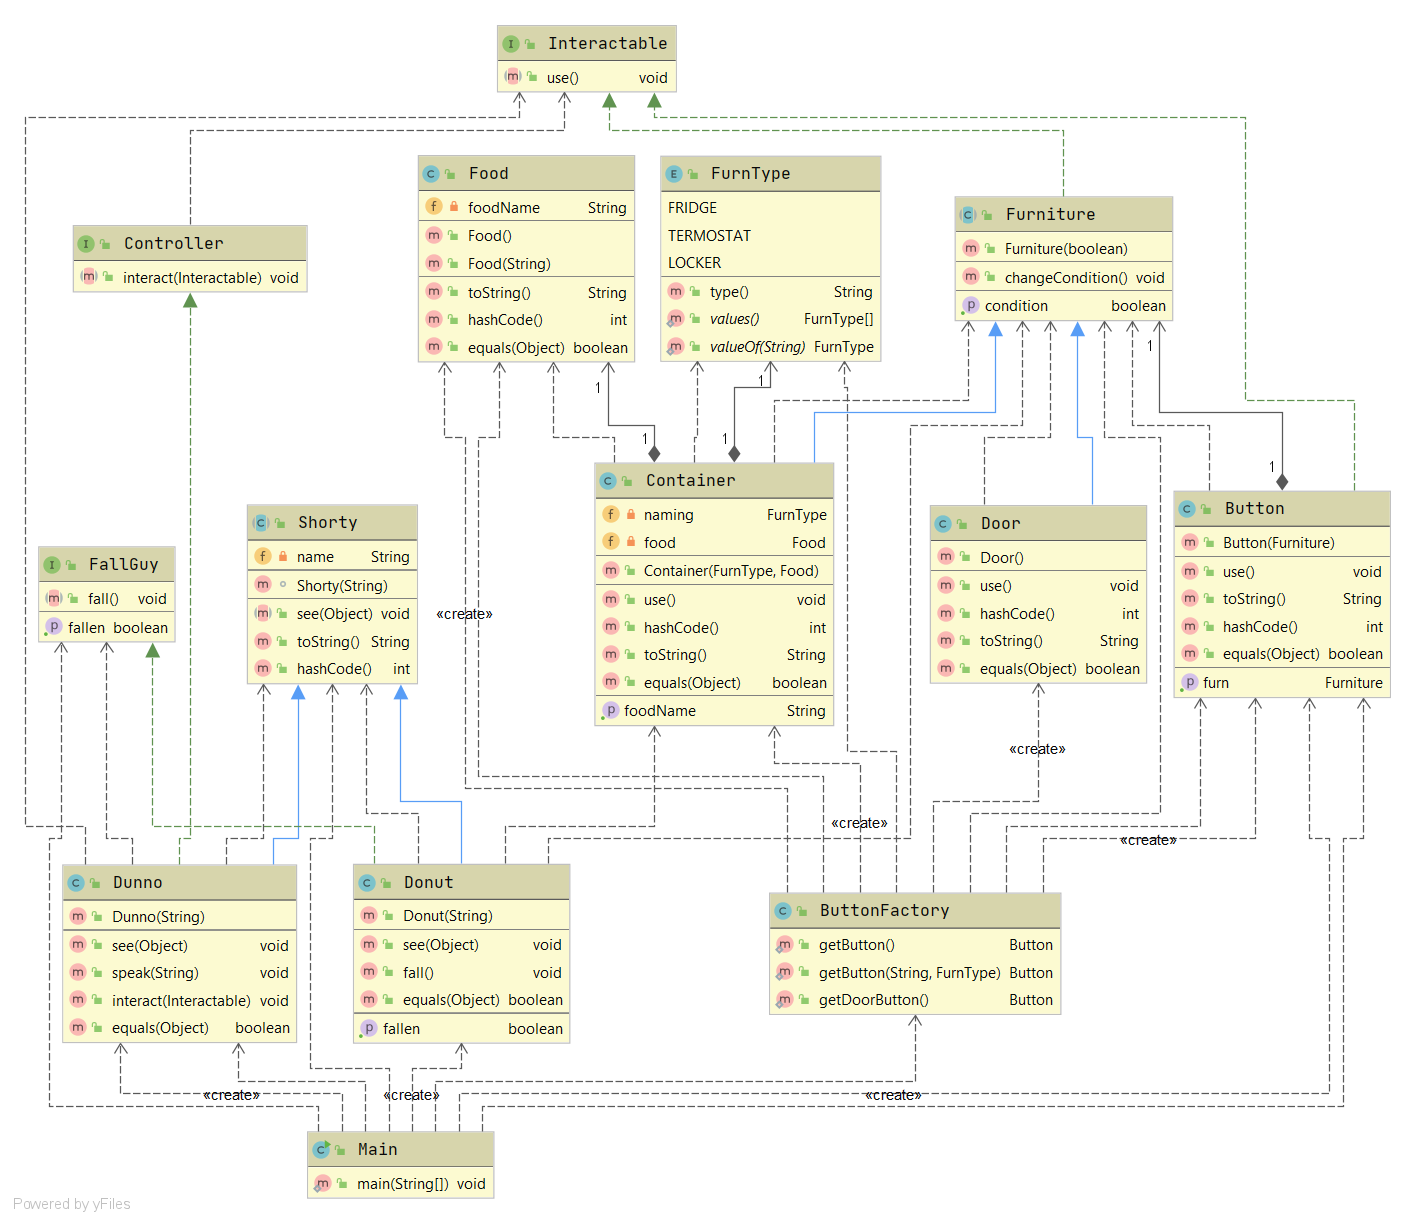 Interactable
use() void
Food
foodName String
Food()
Food(String)
toString() String
hashCode() int
equals(Object) boolean
FurnType
FRIDGE
TERMOSTAT
LOCKER
type() String
values() FurnType[]
valueOf(String) FurnType
Furniture
Furniture(boolean)
changeCondition() void
condition boolean
Controller
interact(Interactable) void
1
1
1
1
1
1
Container
naming FurnType
food Food
Container(FurnType, Food)
use() void
hashCode() int
toString() String
equals(Object) boolean
foodName String
Door
Door()
use() void
hashCode() int
toString() String
equals(Object) boolean
Button
Button(Furniture)
use() void
toString() String
hashCode() int
equals(Object) boolean
furn Furniture
Shorty
name String
Shorty(String)
see(Object) void
toString() String
hashCode() int
FallGuy
fall() void
fallen boolean
«create»
«create»
«create»
«create»
Dunno
Dunno(String)
see(Object) void
speak(String) void
interact(Interactable) void
equals(Object) boolean
Donut
Donut(String)
see(Object) void
fall() void
equals(Object) boolean
fallen boolean
ButtonFactory
getButton() Button
getButton(String, FurnType) Button
getDoorButton() Button
«create»
«create»
«create»
Main
main(String[]) void
Powered by yFiles